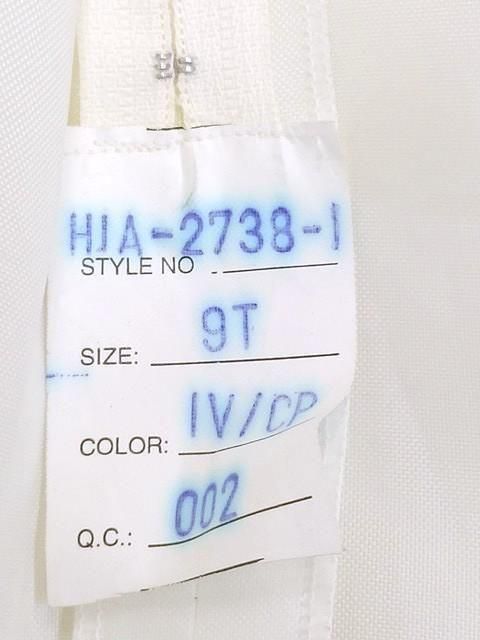 HJA-2738-1
STYLE NO
9T
SIZE:
IV/CP
COLOR:
002
Q.C.: